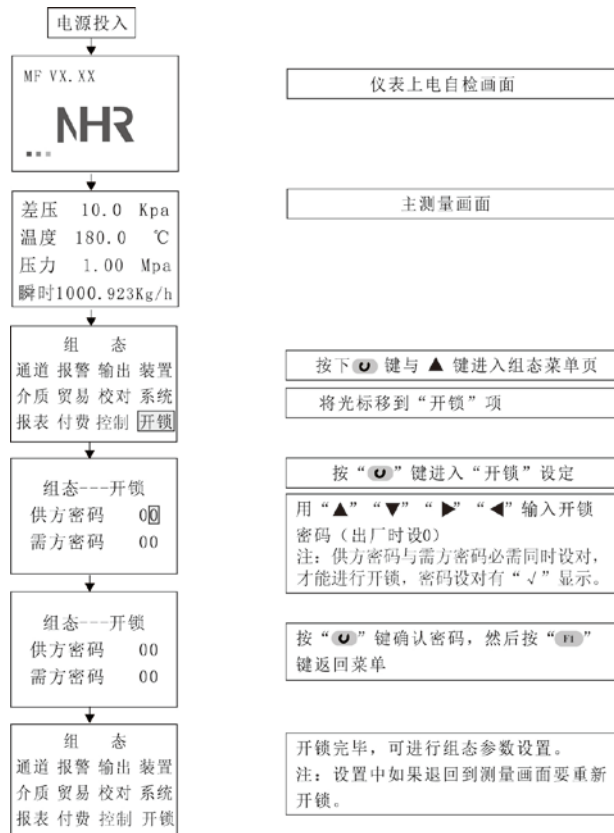 电源投入
MF VX.XX
NHR
仪表上电自检画面
差压 10.0 Kpa
温度 180.0 ℃
压力 1.00 Mpa
瞬时1000.923Kg/h
主测量画面
组 态
通道 报警 输出 装置
介质 贸易 校对 系统
报表 付费 控制 开锁
按下 键与 ▲ 键进入组态菜单页
将光标移到“开锁”项
组态---开锁
供方密码 00
需方密码 00
按“ ”键进入“开锁”设定
用“▲”“▼”“▶”“◀”输入开锁
密码（出厂时设0）
注：供方密码与需方密码必需同时设对，
才能进行开锁，密码设对有“√”显示。
组态---开锁
供方密码 00
需方密码 00
按“ ”键确认密码，然后按“F1”
键返回菜单
组 态
通道 报警 输出 装置
介质 贸易 校对 系统
报表 付费 控制 开锁
开锁完毕，可进行组态参数设置。
注：设置中如果退回到测量画面要重新
开锁。